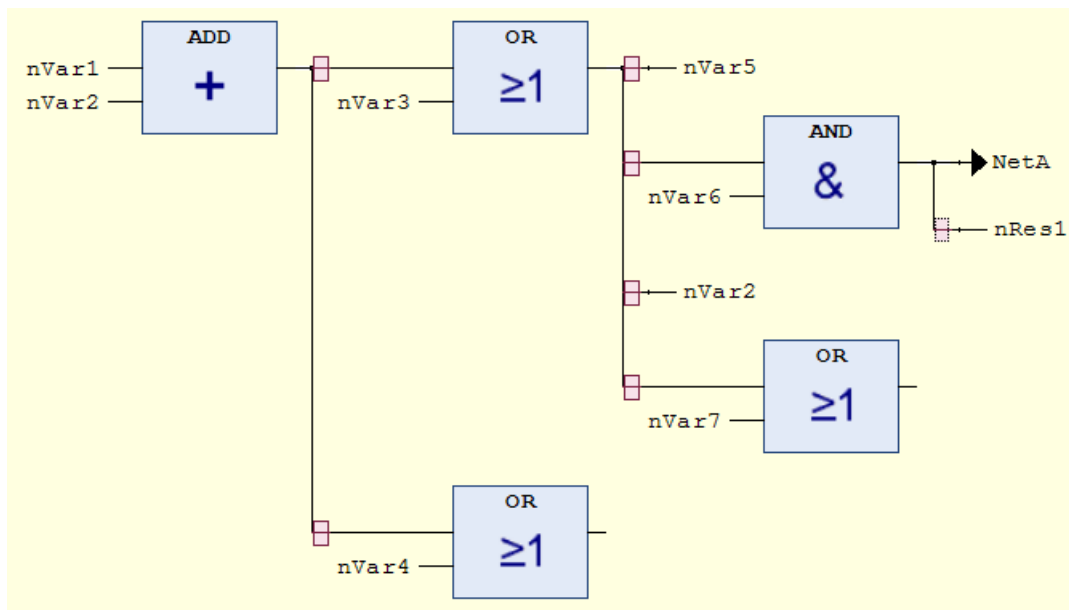 ADD
+
nVar1
nVar2
OR
≥1
nVar3
nVar5
AND
&
nVar6
NetA
nRes1
nVar2
OR
≥1
nVar7
OR
≥1
nVar4